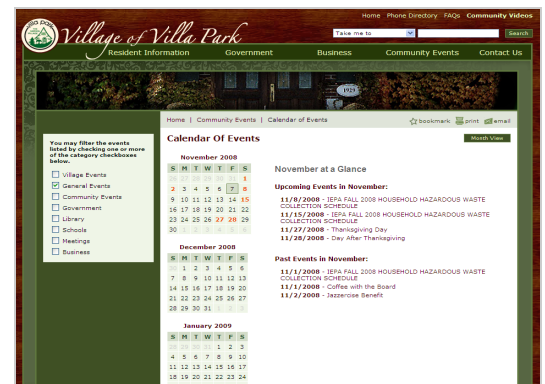 Home Phone Directory FAQs Community Videos
Village of Villa Park
Take me to
Search
Resident Information Government Business Community Events Contact Us
1929
Home | Community Events | Calendar of Events
bookmark print email
Calendar Of Events
Month View
You may filter the events
listed by checking one or more
of the category checkboxes
below.
Village Events
General Events
Community Events
Government
Library
Schools
Meetings
Business
November 2008
S M T W T F S
26 27 28 29 30 31 1
2 3 4 5 6 7 8
9 10 11 12 13 14 15
16 17 18 19 20 21 22
23 24 25 26 27 28 29
30 1 2 3 4 5 6
December 2008
S M T W T F S
30 1 2 3 4 5 6
7 8 9 10 11 12 13
14 15 16 17 18 19 20
21 22 23 24 25 26 27
28 29 30 31 1 2 3
January 2009
S M T W T F S
28 29 30 31 1 2 3
4 5 6 7 8 9 10
11 12 13 14 15 16 17
18 19 20 21 22 23 24
November at a Glance
Upcoming Events in November:
11/8/2008 - IEPA FALL 2008 HOUSEHOLD HAZARDOUS WASTE
COLLECTION SCHEDULE
11/15/2008 - IEPA FALL 2008 HOUSEHOLD HAZARDOUS WASTE
COLLECTION SCHEDULE
11/27/2008 - Thanksgiving Day
11/28/2008 - Day After Thanksgiving
Past Events in November:
11/1/2008 - IEPA FALL 2008 HOUSEHOLD HAZARDOUS WASTE
COLLECTION SCHEDULE
11/1/2008 - Coffee with the Board
11/2/2008 - Jazzercise Benefit